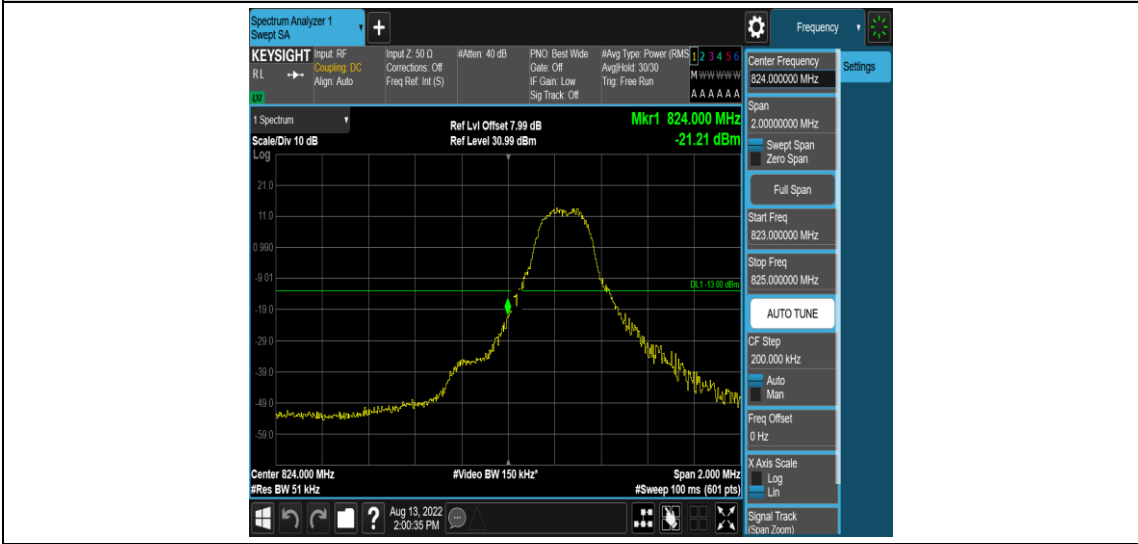 Spectrum Analyzer 1
Swept SA
+
Frequency
KEYSIGHT
RL
Input: RF
Coupling: DC
Align: Auto
Input Z: 50 Ω
Corrections: Off
Freq Ref: Int (S)
#Atten: 40 dB
PNO: Best Wide
Gate: Off
IF Gain: Low
Sig Track: Off
#Avg Type: Power (RMS
Avg|Hold: 30/30
Trig: Free Run
1 2 3 4 5 6
M W W W W W
A A A A A A
1 Spectrum
Scale/Div 10 dB
Log
Ref Lvl Offset 7.99 dB
Ref Level 30.99 dBm
Mkr1 824.000 MHz
-21.21 dBm
21.0
11.0
0.990
-9.01
-19.0
-29.0
-39.0
-49.0
-59.0
DL1 -13.00 dBm
1
Center 824.000 MHz
#Res BW 51 kHz
#Video BW 150 kHz*
Span 2.000 MHz
#Sweep 100 ms (601 pts)
Center Frequency
824.000000 MHz
Settings
Span
2.00000000 MHz
Swept Span
Zero Span
Full Span
Start Freq
823.000000 MHz
Stop Freq
825.000000 MHz
AUTO TUNE
CF Step
200.000 kHz
Auto
Man
Freq Offset
0 Hz
X Axis Scale
Log
Lin
Signal Track
(Span Zoom)
?
Aug 13, 2022
2:00:35 PM